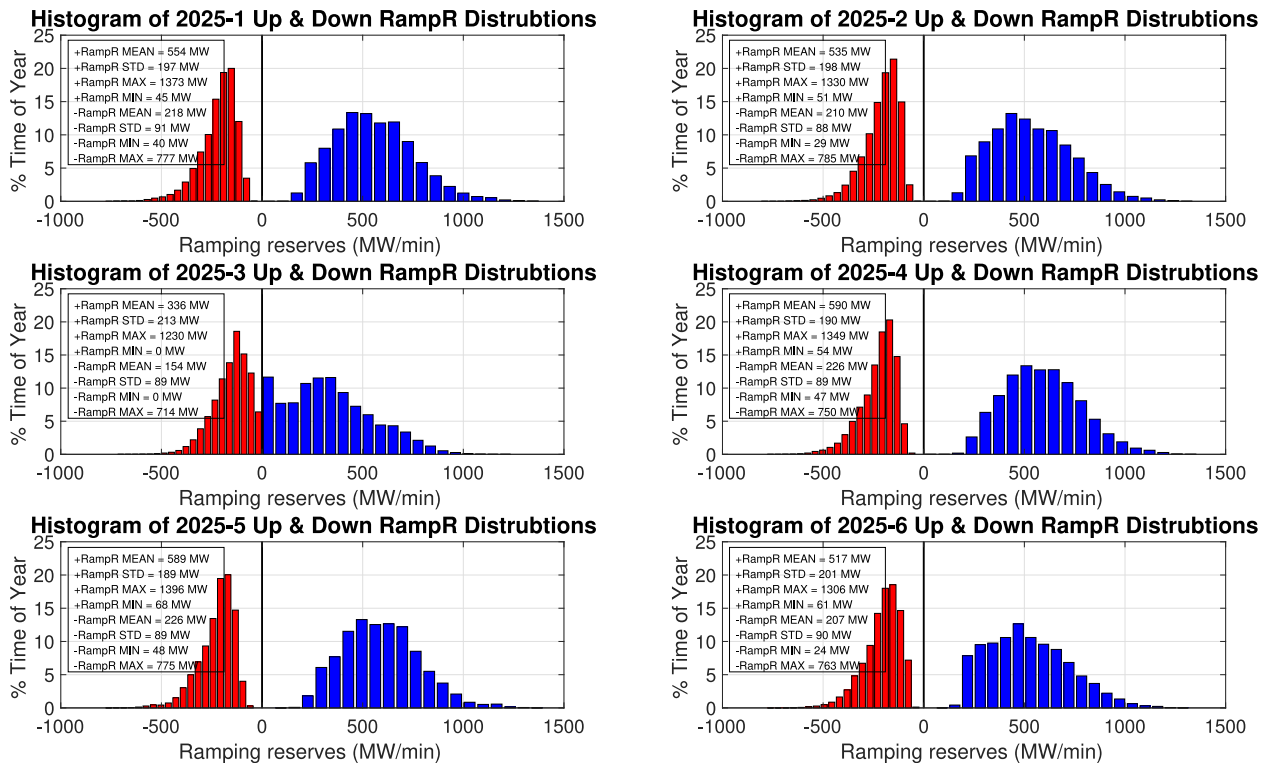 Histogram of 2025-1 Up & Down RampR Distrubtions
25
20
15
10
5
0
% Time of Year
+RampR MEAN = 554 MW
+RampR STD = 197 MW
+RampR MAX = 1373 MW
+RampR MIN = 45 MW
-RampR MEAN = 218 MW
-RampR STD = 91 MW
-RampR MIN = 40 MW
-RampR MAX = 777 MW
-1000 -500 0 500 1000 1500
Ramping reserves (MW/min)
Histogram of 2025-2 Up & Down RampR Distrubtions
25
20
15
10
5
0
% Time of Year
+RampR MEAN = 535 MW
+RampR STD = 198 MW
+RampR MAX = 1330 MW
+RampR MIN = 51 MW
-RampR MEAN = 210 MW
-RampR STD = 88 MW
-RampR MIN = 29 MW
-RampR MAX = 785 MW
-1000 -500 0 500 1000 1500
Ramping reserves (MW/min)
Histogram of 2025-3 Up & Down RampR Distrubtions
25
20
15
10
5
0
% Time of Year
+RampR MEAN = 336 MW
+RampR STD = 213 MW
+RampR MAX = 1230 MW
+RampR MIN = 0 MW
-RampR MEAN = 154 MW
-RampR STD = 89 MW
-RampR MIN = 0 MW
-RampR MAX = 714 MW
-1000 -500 0 500 1000 1500
Ramping reserves (MW/min)
Histogram of 2025-4 Up & Down RampR Distrubtions
25
20
15
10
5
0
% Time of Year
+RampR MEAN = 590 MW
+RampR STD = 190 MW
+RampR MAX = 1349 MW
+RampR MIN = 54 MW
-RampR MEAN = 226 MW
-RampR STD = 89 MW
-RampR MIN = 47 MW
-RampR MAX = 750 MW
-1000 -500 0 500 1000 1500
Ramping reserves (MW/min)
Histogram of 2025-5 Up & Down RampR Distrubtions
25
20
15
10
5
0
% Time of Year
+RampR MEAN = 589 MW
+RampR STD = 189 MW
+RampR MAX = 1396 MW
+RampR MIN = 68 MW
-RampR MEAN = 226 MW
-RampR STD = 89 MW
-RampR MIN = 48 MW
-RampR MAX = 775 MW
-1000 -500 0 500 1000 1500
Ramping reserves (MW/min)
Histogram of 2025-6 Up & Down RampR Distrubtions
25
20
15
10
5
0
% Time of Year
+RampR MEAN = 517 MW
+RampR STD = 201 MW
+RampR MAX = 1306 MW
+RampR MIN = 61 MW
-RampR MEAN = 207 MW
-RampR STD = 90 MW
-RampR MIN = 24 MW
-RampR MAX = 763 MW
-1000 -500 0 500 1000 1500
Ramping reserves (MW/min)